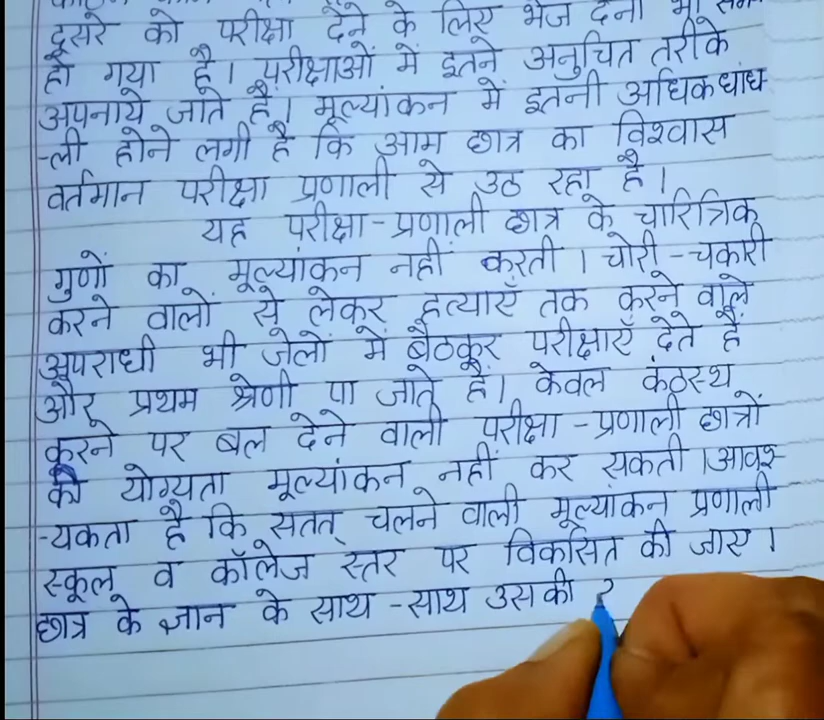 दूसरे को परीक्षा देने के लिए भेज देना भी
हो गया है। परीक्षाओं में इतने अनुचित तरीके
अपनाये जाते हैं। मूल्यांकन में इतनी अधिक धांध
-ली होने लगी है कि आम छात्र का विश्वास
वर्तमान परीक्षा प्रणाली से उठ रहा है।
यह परीक्षा-प्रणाली छात्र के चारित्रिक
गुणों का मूल्यांकन नहीं करती। चोरी-चकारी
करने वालों से लेकर हत्याएँ तक करने वाले
अपराधी भी जेलों में बैठकर परीक्षाएँ देते हैं
और प्रथम श्रेणी पा जाते हैं। केवल कंठस्थ
करने पर बल देने वाली परीक्षा-प्रणाली छात्रों
की योग्यता मूल्यांकन नहीं कर सकती। आवश
-यकता है कि सतत् चलने वाली मूल्यांकन प्रणाली
स्कूल व कॉलेज स्तर पर विकसित की जाए।
छात्र के ज्ञान के साथ-साथ उसकी